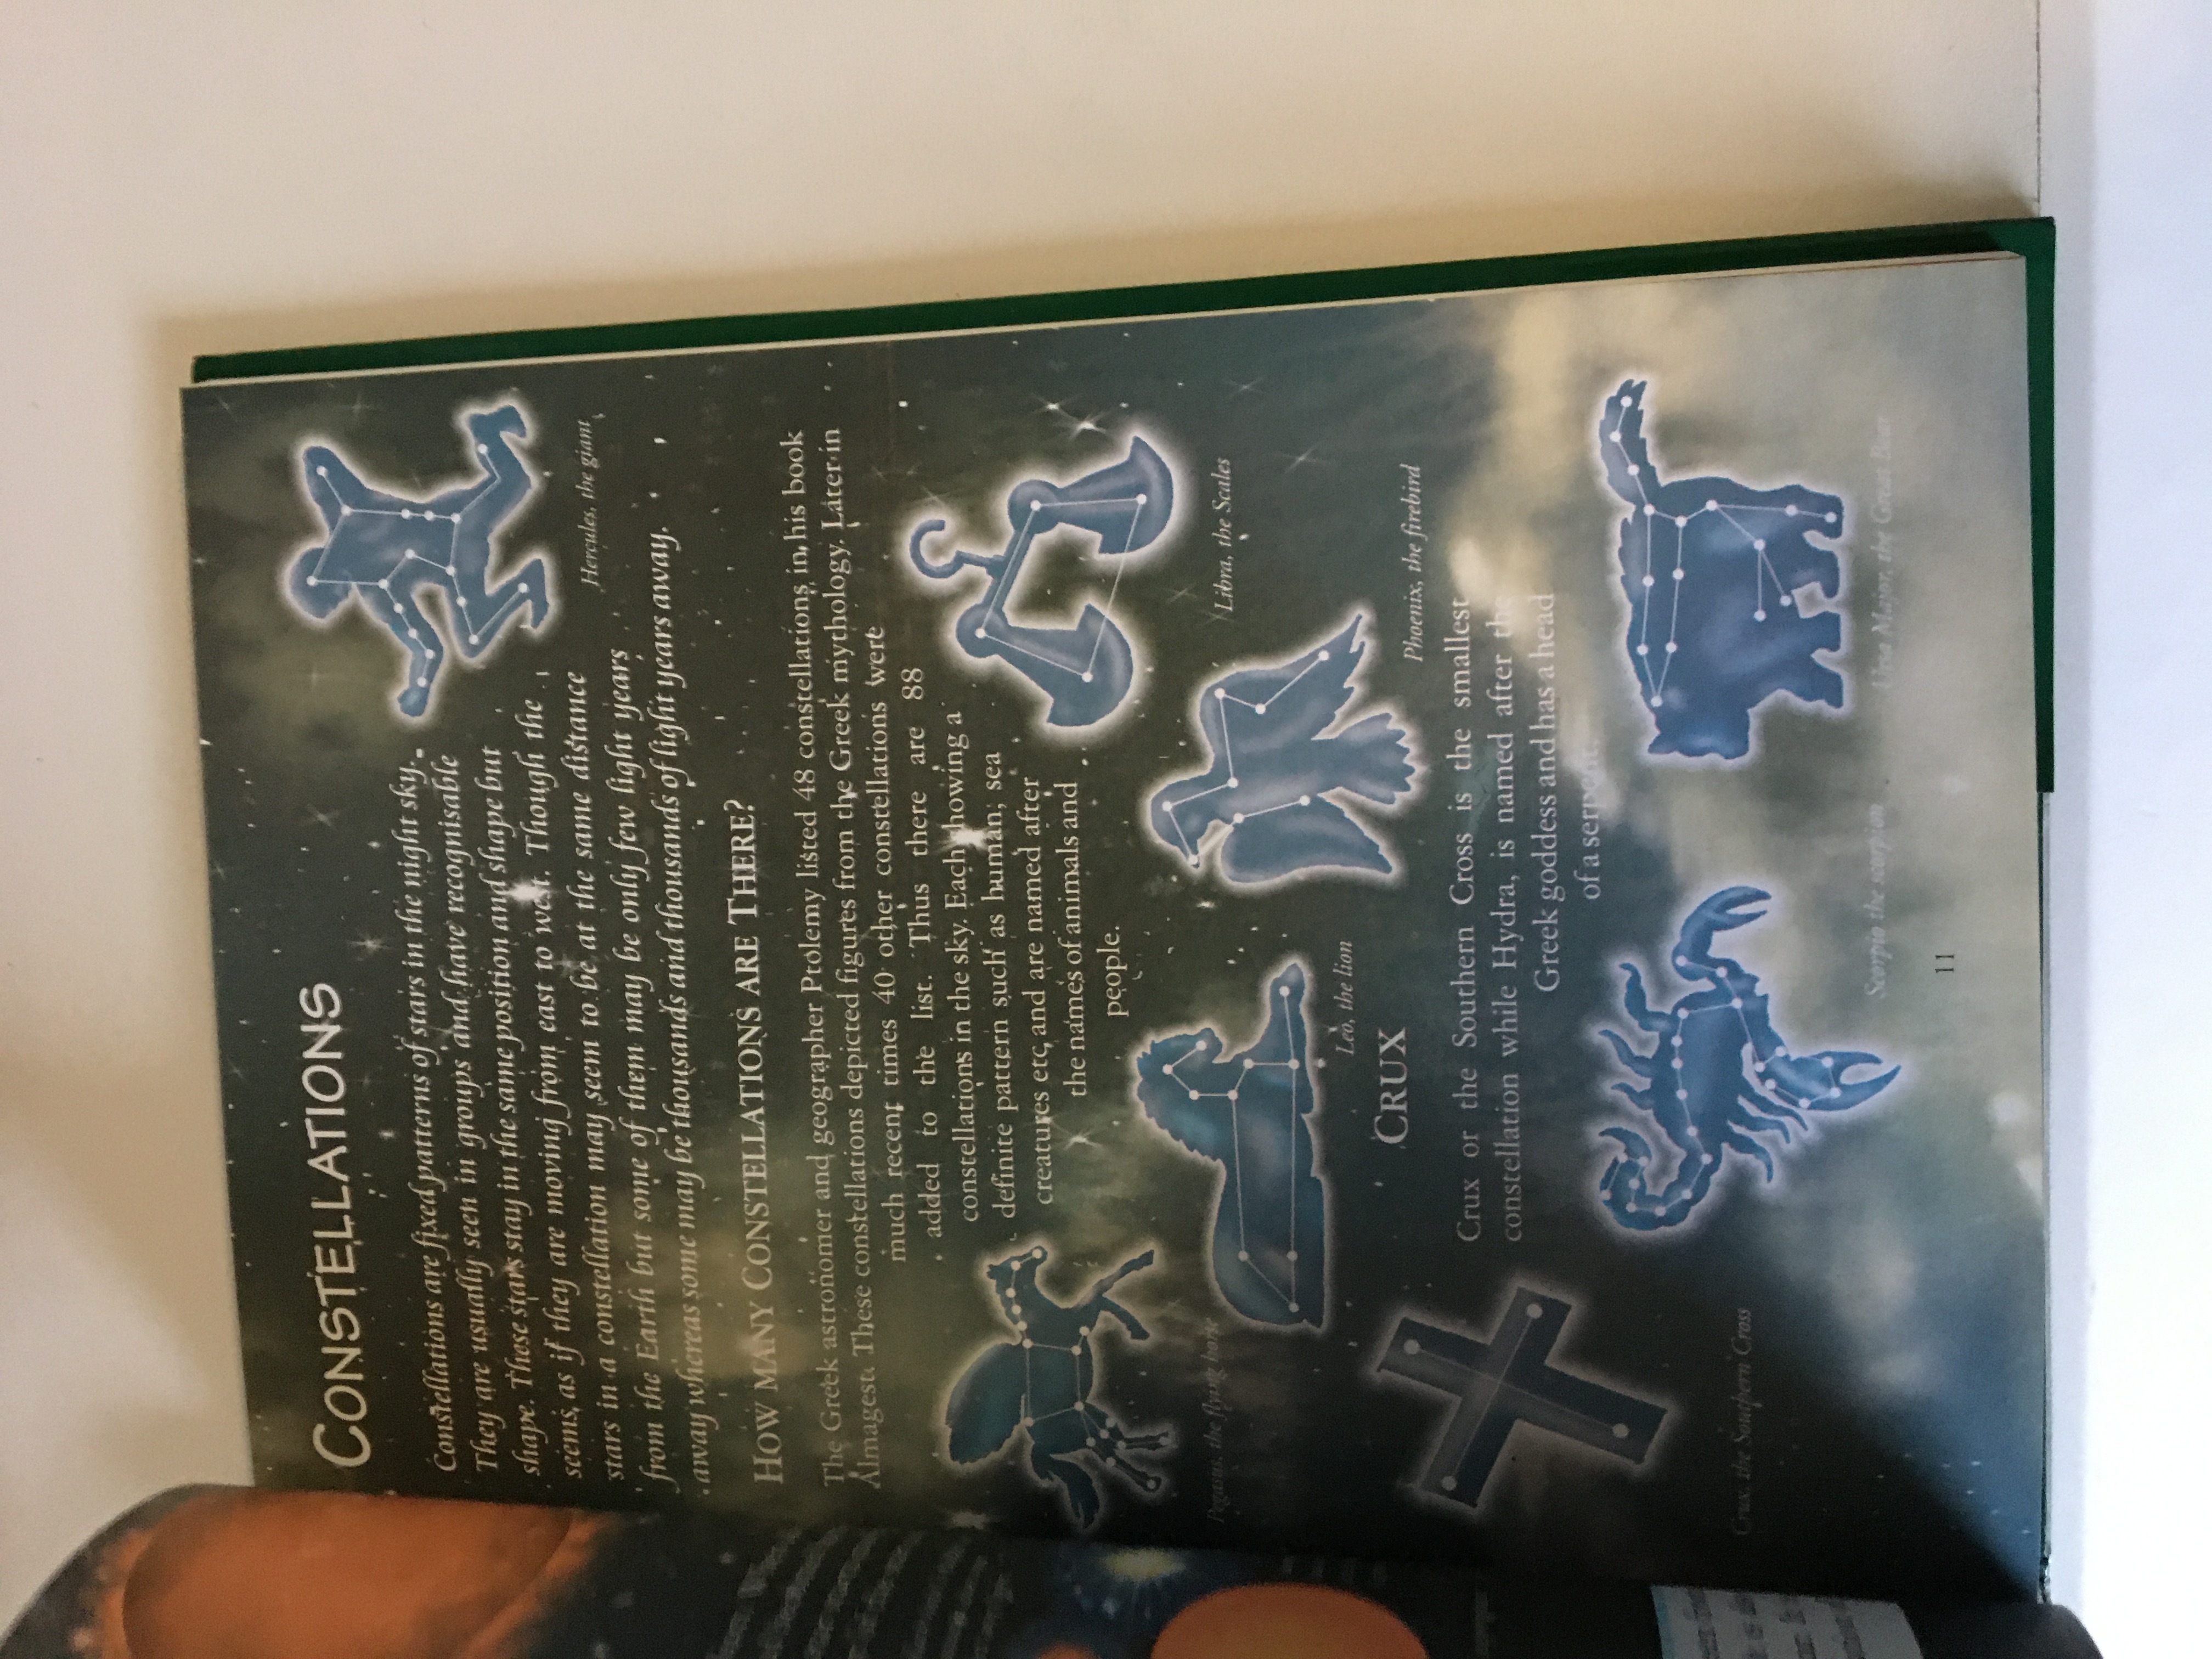 CONSTELLATIONS
Constellations are fixed patterns of stars in the night sky.
They are usually seen in groups and have recognisable
shape. These stars stay in the same position and shape but
seems as if they are moving from east to west. Though the
stars in a constellation may seem to be at the same distance
from the Earth but some of them may be only few light years
away whereas some may be thousands and thousands of light years away.
Hercules, the giant
HOW MANY CONSTELLATIONS ARE THERE?
The Greek astronomer and geographer Ptolemy listed 48 constellations in his book
Almagest. These constellations depicted figures from the Greek mythology. Later in
much recent times 40 other constellations were
added to the list. Thus there are 88
constellations in the sky. Each showing a
definite pattern such as human, sea
creatures etc and are named after
the names of animals and
people.
Pegasus, the flying horse
Libra, the Scales
Leo, the lion
Phoenix, the firebird
CRUX
Crux or the Southern Cross is the smallest
constellation while Hydra, is named after the
Greek goddess and has a head
of a serpent.
Crux, the Southern Cross
Scorpio the scorpion
Ursa Major, the Great Bear
11